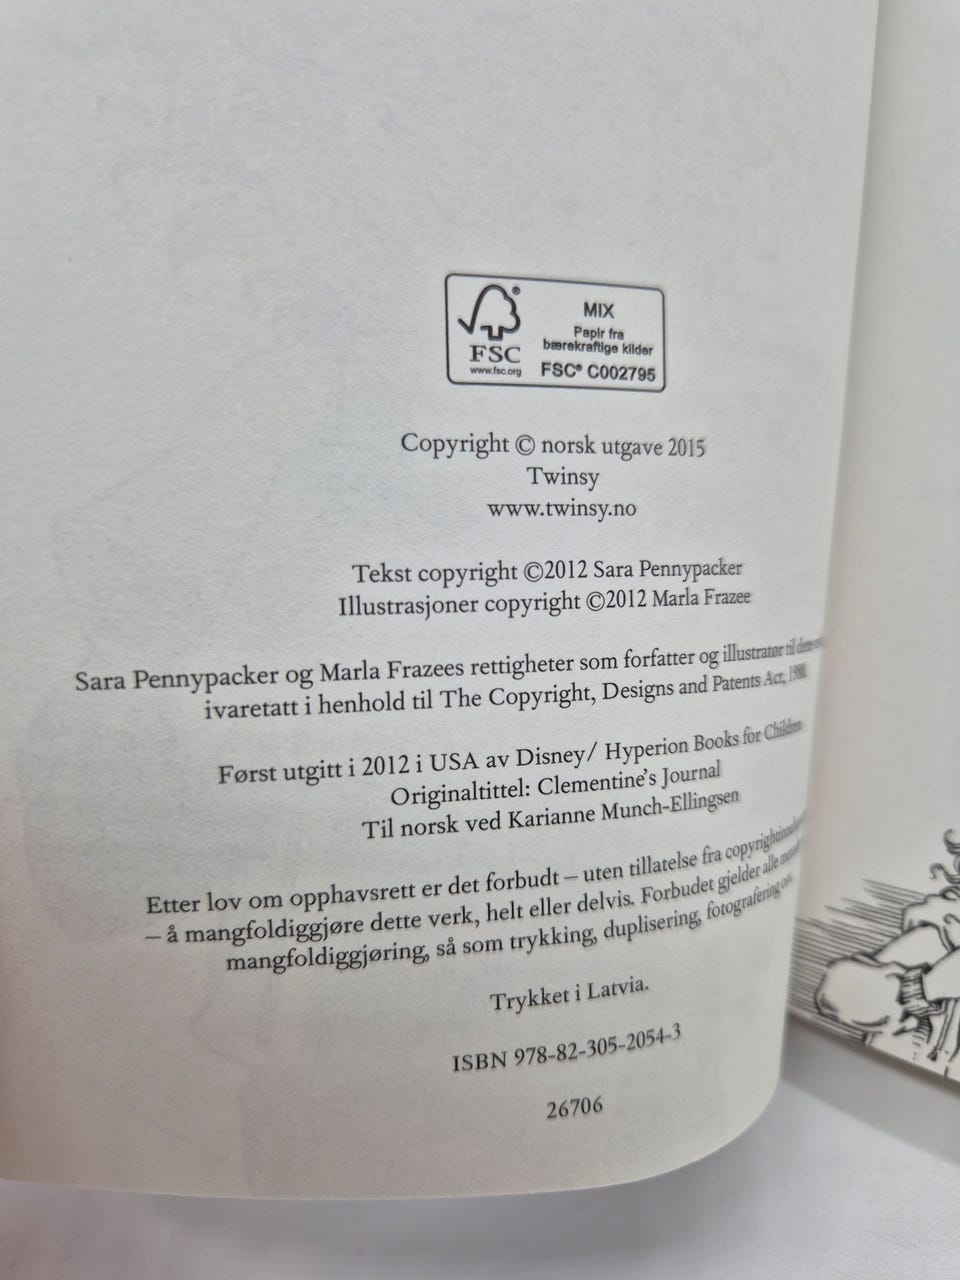 FSC®
www.fsc.org
MIX
Papir fra
bærekraftige kilder
FSC® C002795
Copyright © norsk utgave 2015
Twinsy
www.twinsy.no
Tekst copyright ©2012 Sara Pennypacker
Illustrasjoner copyright ©2012 Marla Frazee
Sara Pennypacker og Marla Frazees rettigheter som forfatter og illustratør til dette
ivaretatt i henhold til The Copyright, Designs and Patents Act, 1988.
Først utgitt i 2012 i USA av Disney/ Hyperion Books for Children
Originaltittel: Clementine's Journal
Til norsk ved Karianne Munch-Ellingsen
Etter lov om opphavsrett er det forbudt – uten tillatelse fra
– å mangfoldiggjøre dette verk, helt eller delvis. Forbudet gjelder alle
mangfoldiggjøring, så som trykking, duplisering, fotografering osv.
Trykket i Latvia.
ISBN 978-82-305-2054-3
26706